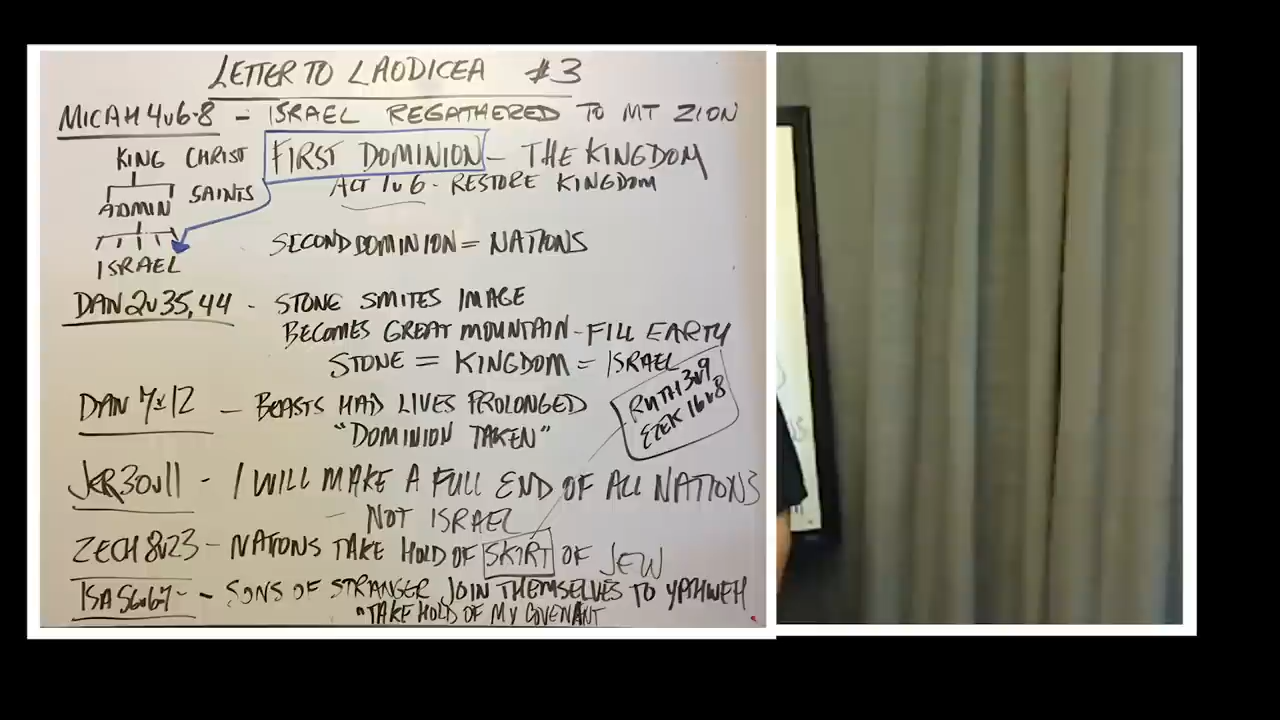 LETTER TO LAODICEA #3
MICAH 4v6-8 - ISRAEL REGATHERED TO MT ZION
KING CHRIST
FIRST DOMINION - THE KINGDOM
ADMIN SAINTS
ACT 1v6 - RESTORE KINGDOM
ISRAEL
SECOND DOMINION = NATIONS
DAN 2v35,44 - STONE SMITES IMAGE
BECOMES GREAT MOUNTAIN - FILL EARTH
STONE = KINGDOM = ISRAEL
RUTH 3v9
EZEK 16v8
DAN 7v12 - BEASTS HAD LIVES PROLONGED
"DOMINION TAKEN"
JER 30v11 - I WILL MAKE A FULL END OF ALL NATIONS
- NOT ISRAEL
ZECH 8v23 - NATIONS TAKE HOLD OF SKIRT OF JEW
ISA 56v6,7 - SONS OF STRANGER JOIN THEMSELVES TO YAHWEH
"TAKE HOLD OF MY COVENANT